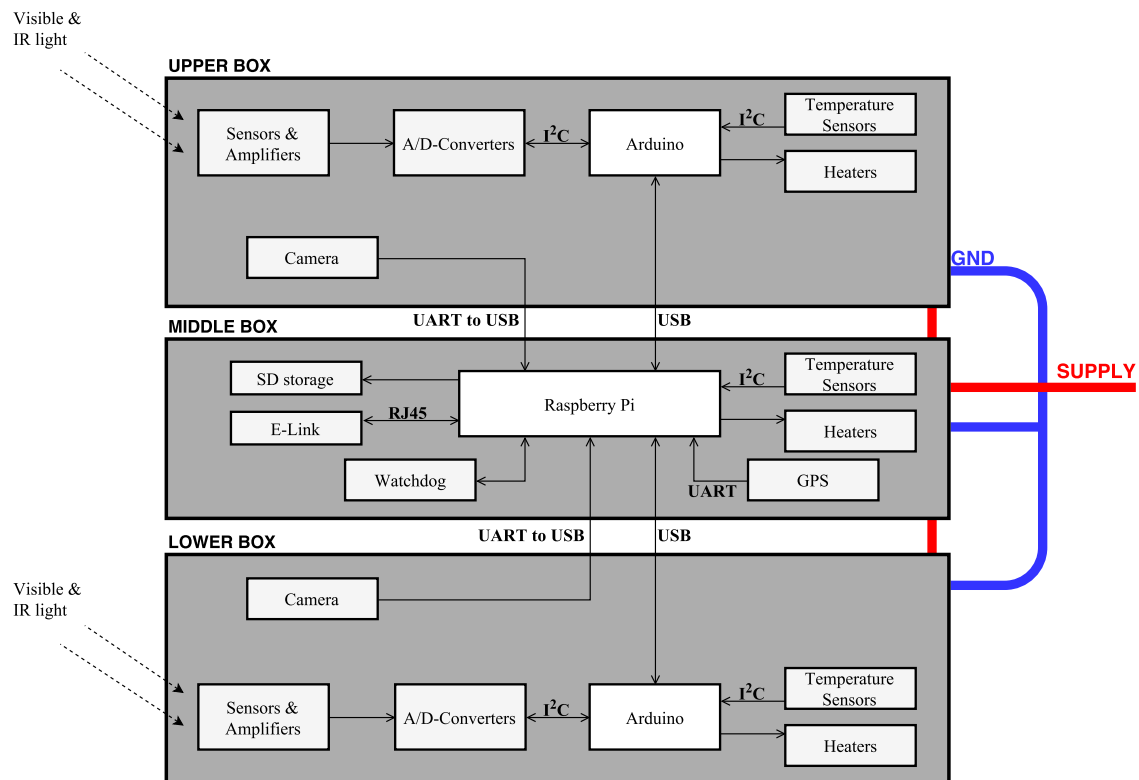 Visible &
IR light
UPPER BOX
Sensors &
Amplifiers
A/D-Converters
I²C
Arduino
I²C
Temperature
Sensors
Heaters
Camera
GND
UART to USB
USB
MIDDLE BOX
SD storage
E-Link
RJ45
Raspberry Pi
I²C
Temperature
Sensors
Heaters
SUPPLY
Watchdog
UART
GPS
UART to USB
USB
LOWER BOX
Visible &
IR light
Camera
Sensors &
Amplifiers
A/D-Converters
I²C
Arduino
I²C
Temperature
Sensors
Heaters